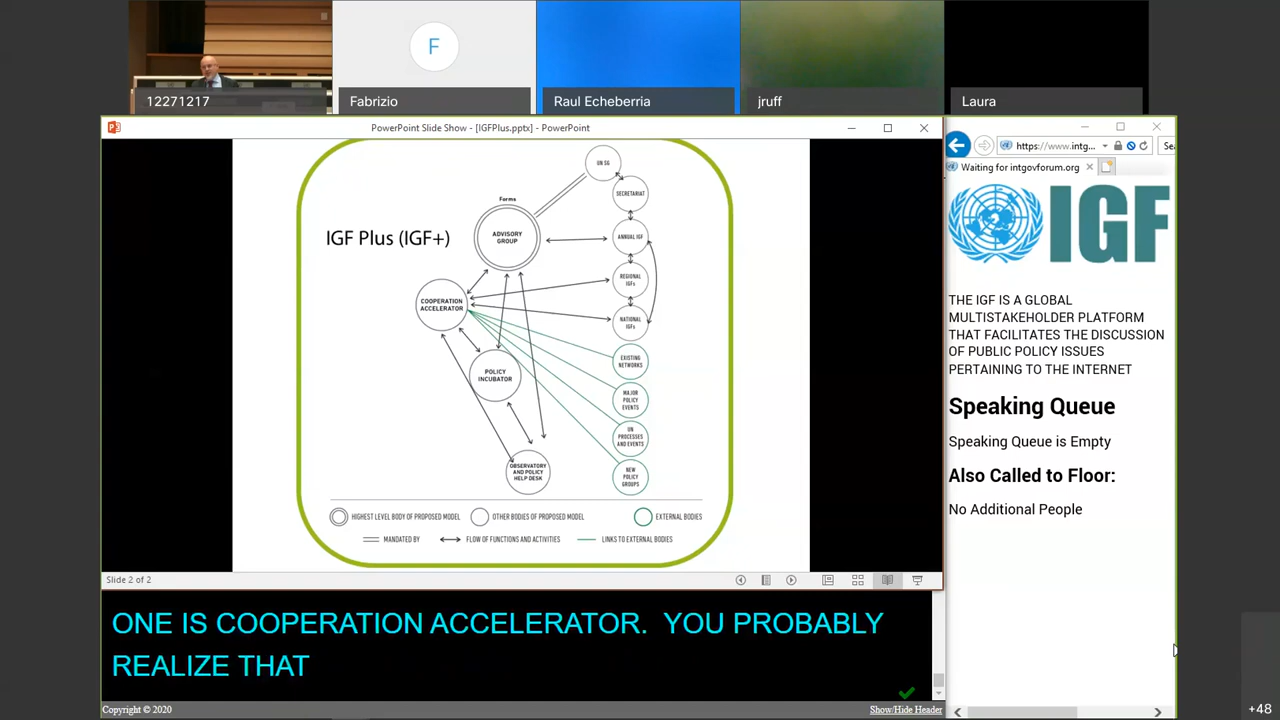 12271217
F
Fabrizio
Raul Echeberria
jruff
Laura
PowerPoint Slide Show - [IGFPlus.pptx] - PowerPoint
IGF Plus (IGF+)
Forms
ADVISORY
GROUP
UN SG
SECRETARIAT
ANNUAL IGF
REGIONAL
IGFs
NATIONAL
IGFs
COOPERATION
ACCELERATOR
POLICY
INCUBATOR
OBSERVATORY
AND POLICY
HELP DESK
EXISTING
NETWORKS
MAJOR
POLICY
EVENTS
UN
PROCESSES
AND EVENTS
NEW
POLICY
GROUPS
HIGHEST LEVEL BODY OF PROPOSED MODEL
OTHER BODIES OF PROPOSED MODEL
EXTERNAL BODIES
MANDATED BY
FLOW OF FUNCTIONS AND ACTIVITIES
LINKS TO EXTERNAL BODIES
Slide 2 of 2
ONE IS COOPERATION ACCELERATOR. YOU PROBABLY
REALIZE THAT
Copyright © 2020
Show/Hide Header
https://www.intg
Sea
Waiting for intgovforum.org
IGF
THE IGF IS A GLOBAL
MULTISTAKEHOLDER PLATFORM
THAT FACILITATES THE DISCUSSION
OF PUBLIC POLICY ISSUES
PERTAINING TO THE INTERNET
Speaking Queue
Speaking Queue is Empty
Also Called to Floor:
No Additional People
+48